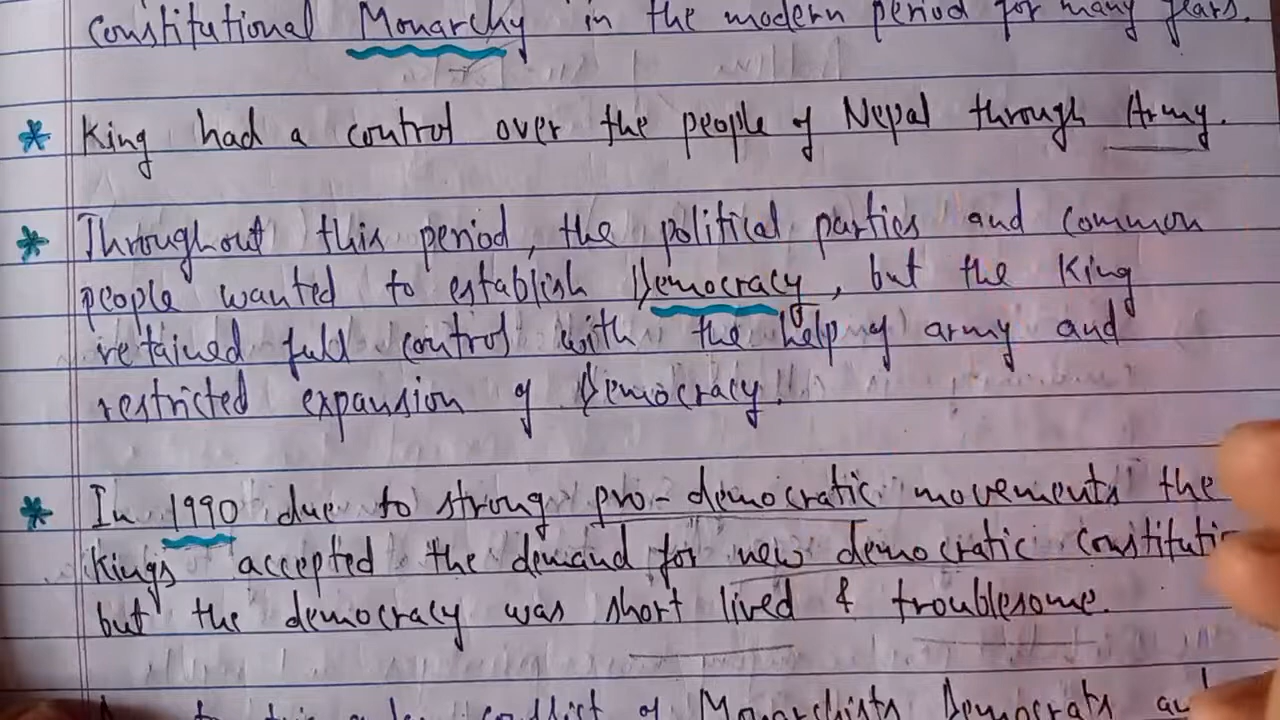 Constitutional Monarchy in the modern period for many years.
* King had a control over the people of Nepal through Army.
* Throughout this period, the political parties and common
people wanted to establish Democracy, but the King
retained full control with the help of army and
restricted expansion of Democracy.
* In 1990 due to strong pro-democratic movements the
Kings accepted the demand for new democratic constituti
but the democracy was short lived & troublesome.
conflict of Monarchists Democrats